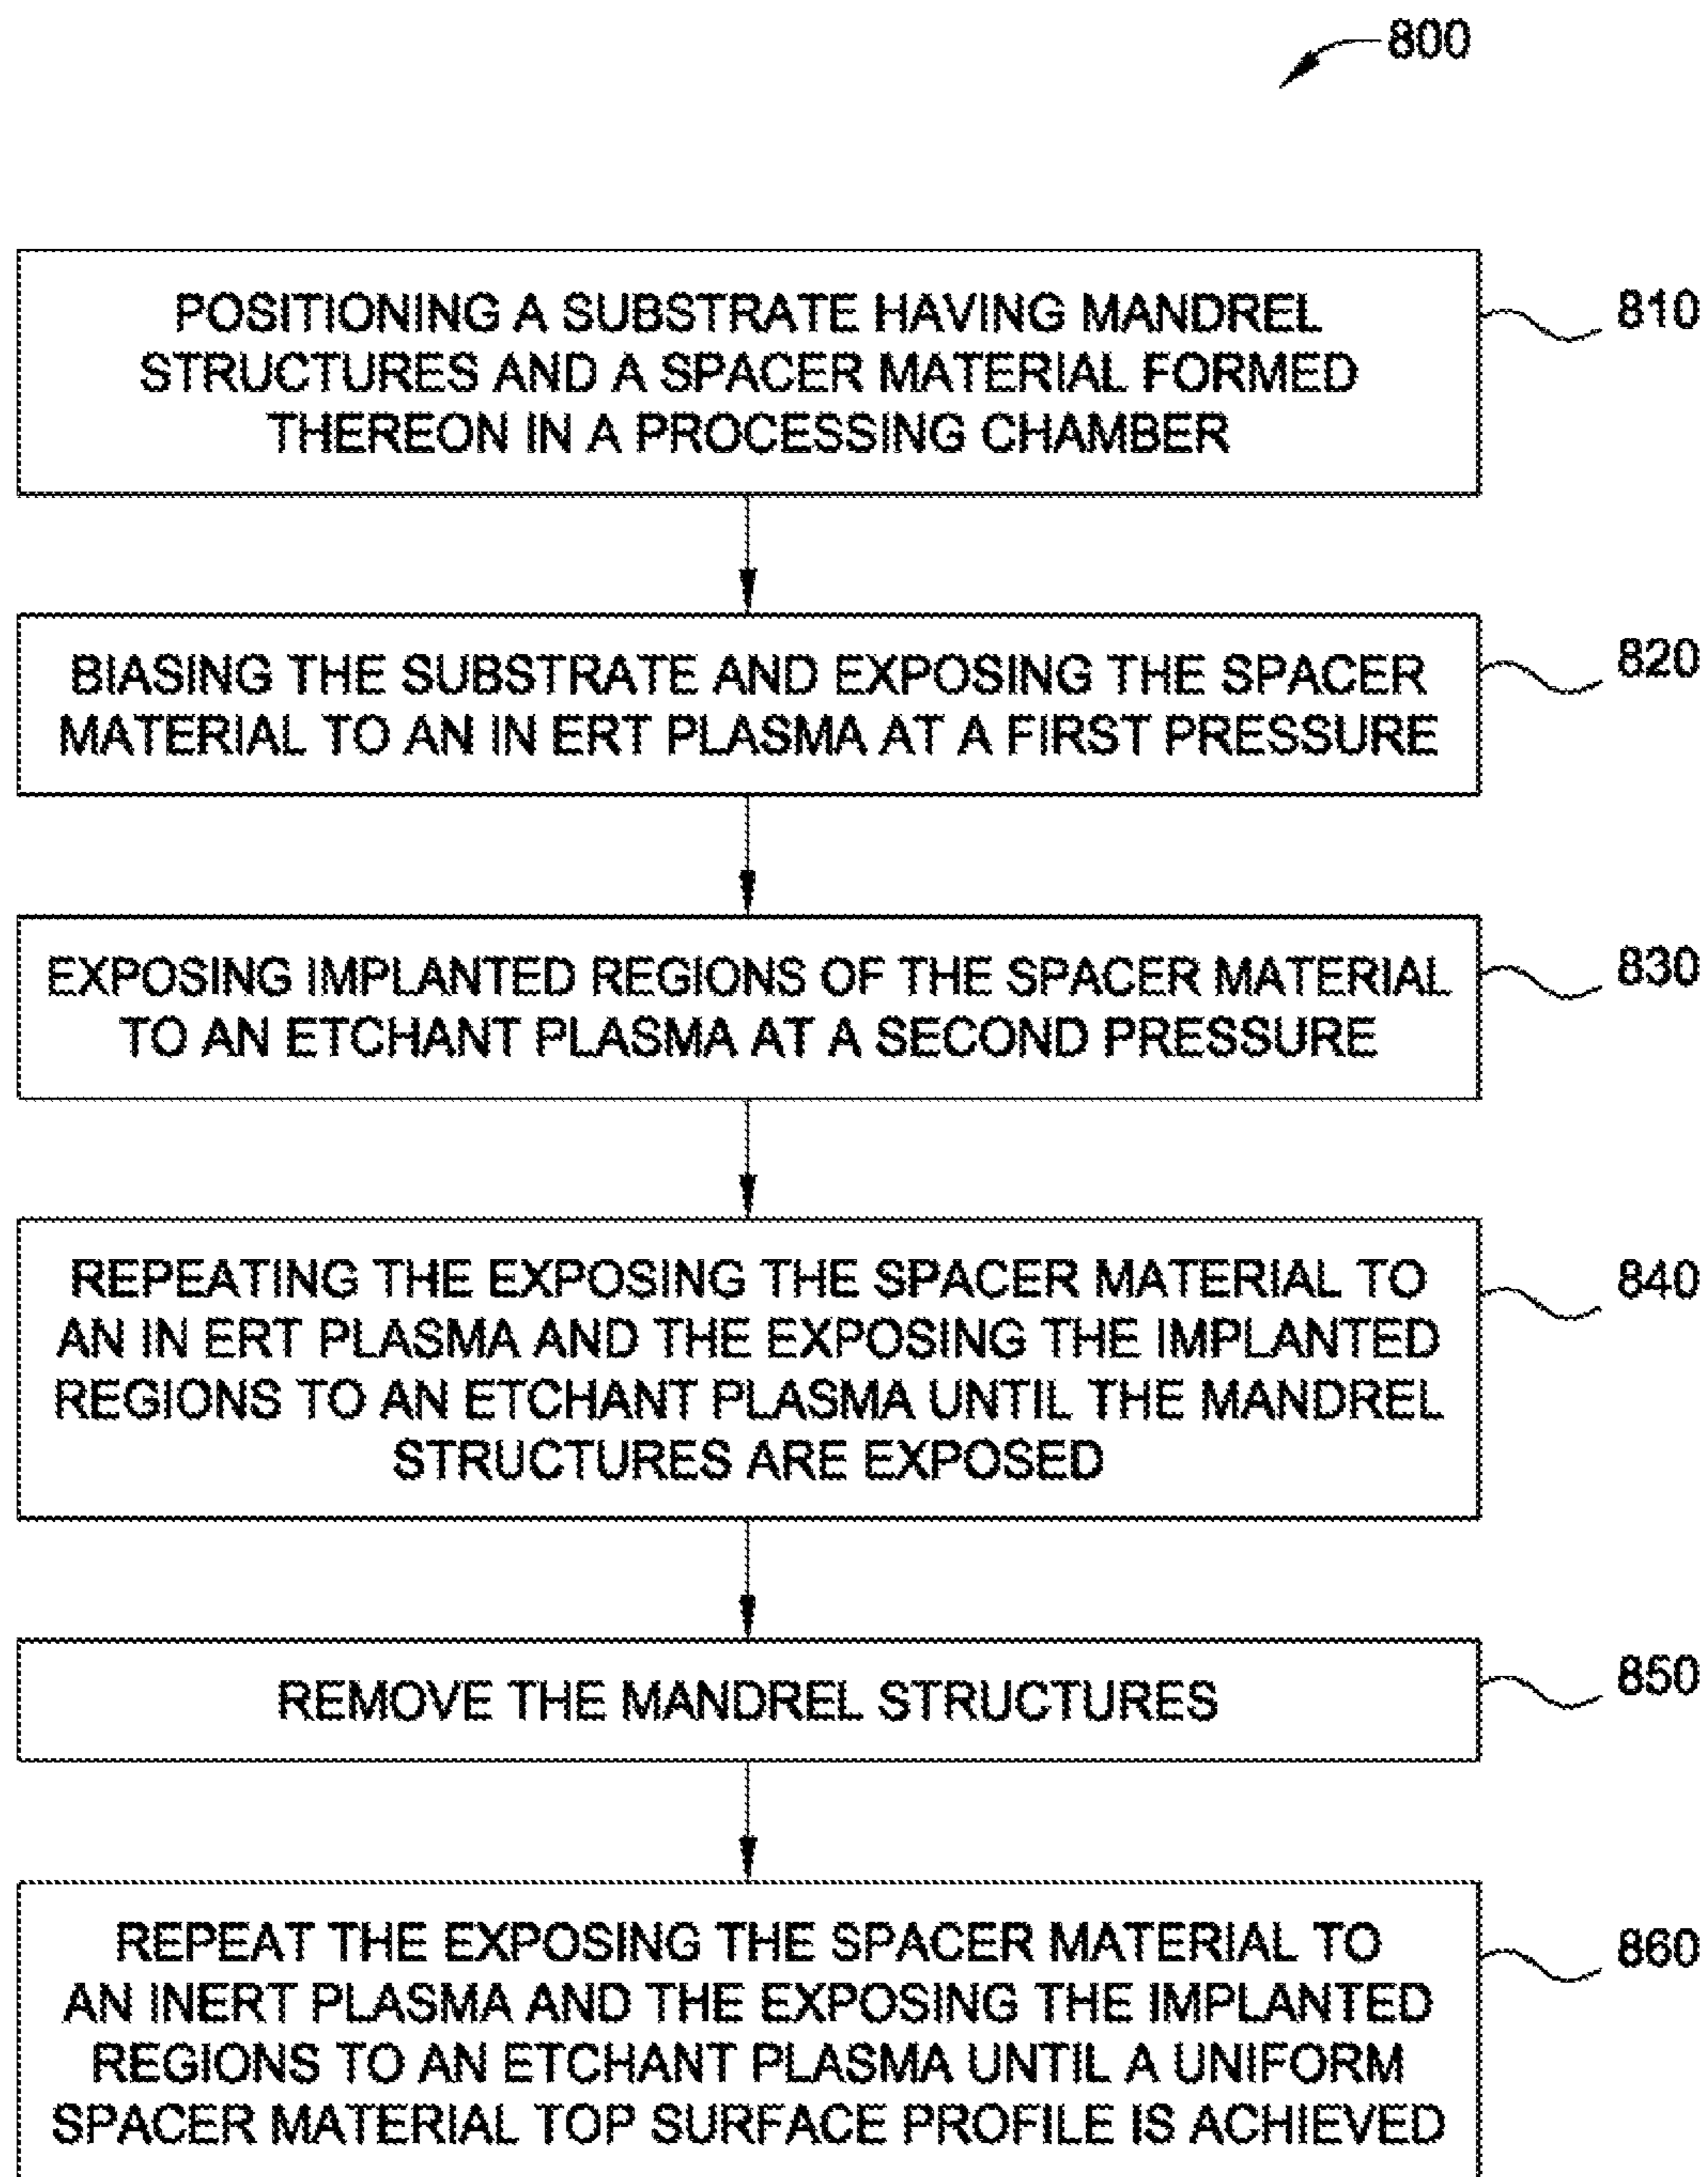 800
POSITIONING A SUBSTRATE HAVING MANDREL
STRUCTURES AND A SPACER MATERIAL FORMED
THEREON IN A PROCESSING CHAMBER
810
BIASING THE SUBSTRATE AND EXPOSING THE SPACER
MATERIAL TO AN IN ERT PLASMA AT A FIRST PRESSURE
820
EXPOSING IMPLANTED REGIONS OF THE SPACER MATERIAL
TO AN ETCHANT PLASMA AT A SECOND PRESSURE
830
REPEATING THE EXPOSING THE SPACER MATERIAL TO
AN IN ERT PLASMA AND THE EXPOSING THE IMPLANTED
REGIONS TO AN ETCHANT PLASMA UNTIL THE MANDREL
STRUCTURES ARE EXPOSED
840
REMOVE THE MANDREL STRUCTURES
850
REPEAT THE EXPOSING THE SPACER MATERIAL TO
AN INERT PLASMA AND THE EXPOSING THE IMPLANTED
REGIONS TO AN ETCHANT PLASMA UNTIL A UNIFORM
SPACER MATERIAL TOP SURFACE PROFILE IS ACHIEVED
860